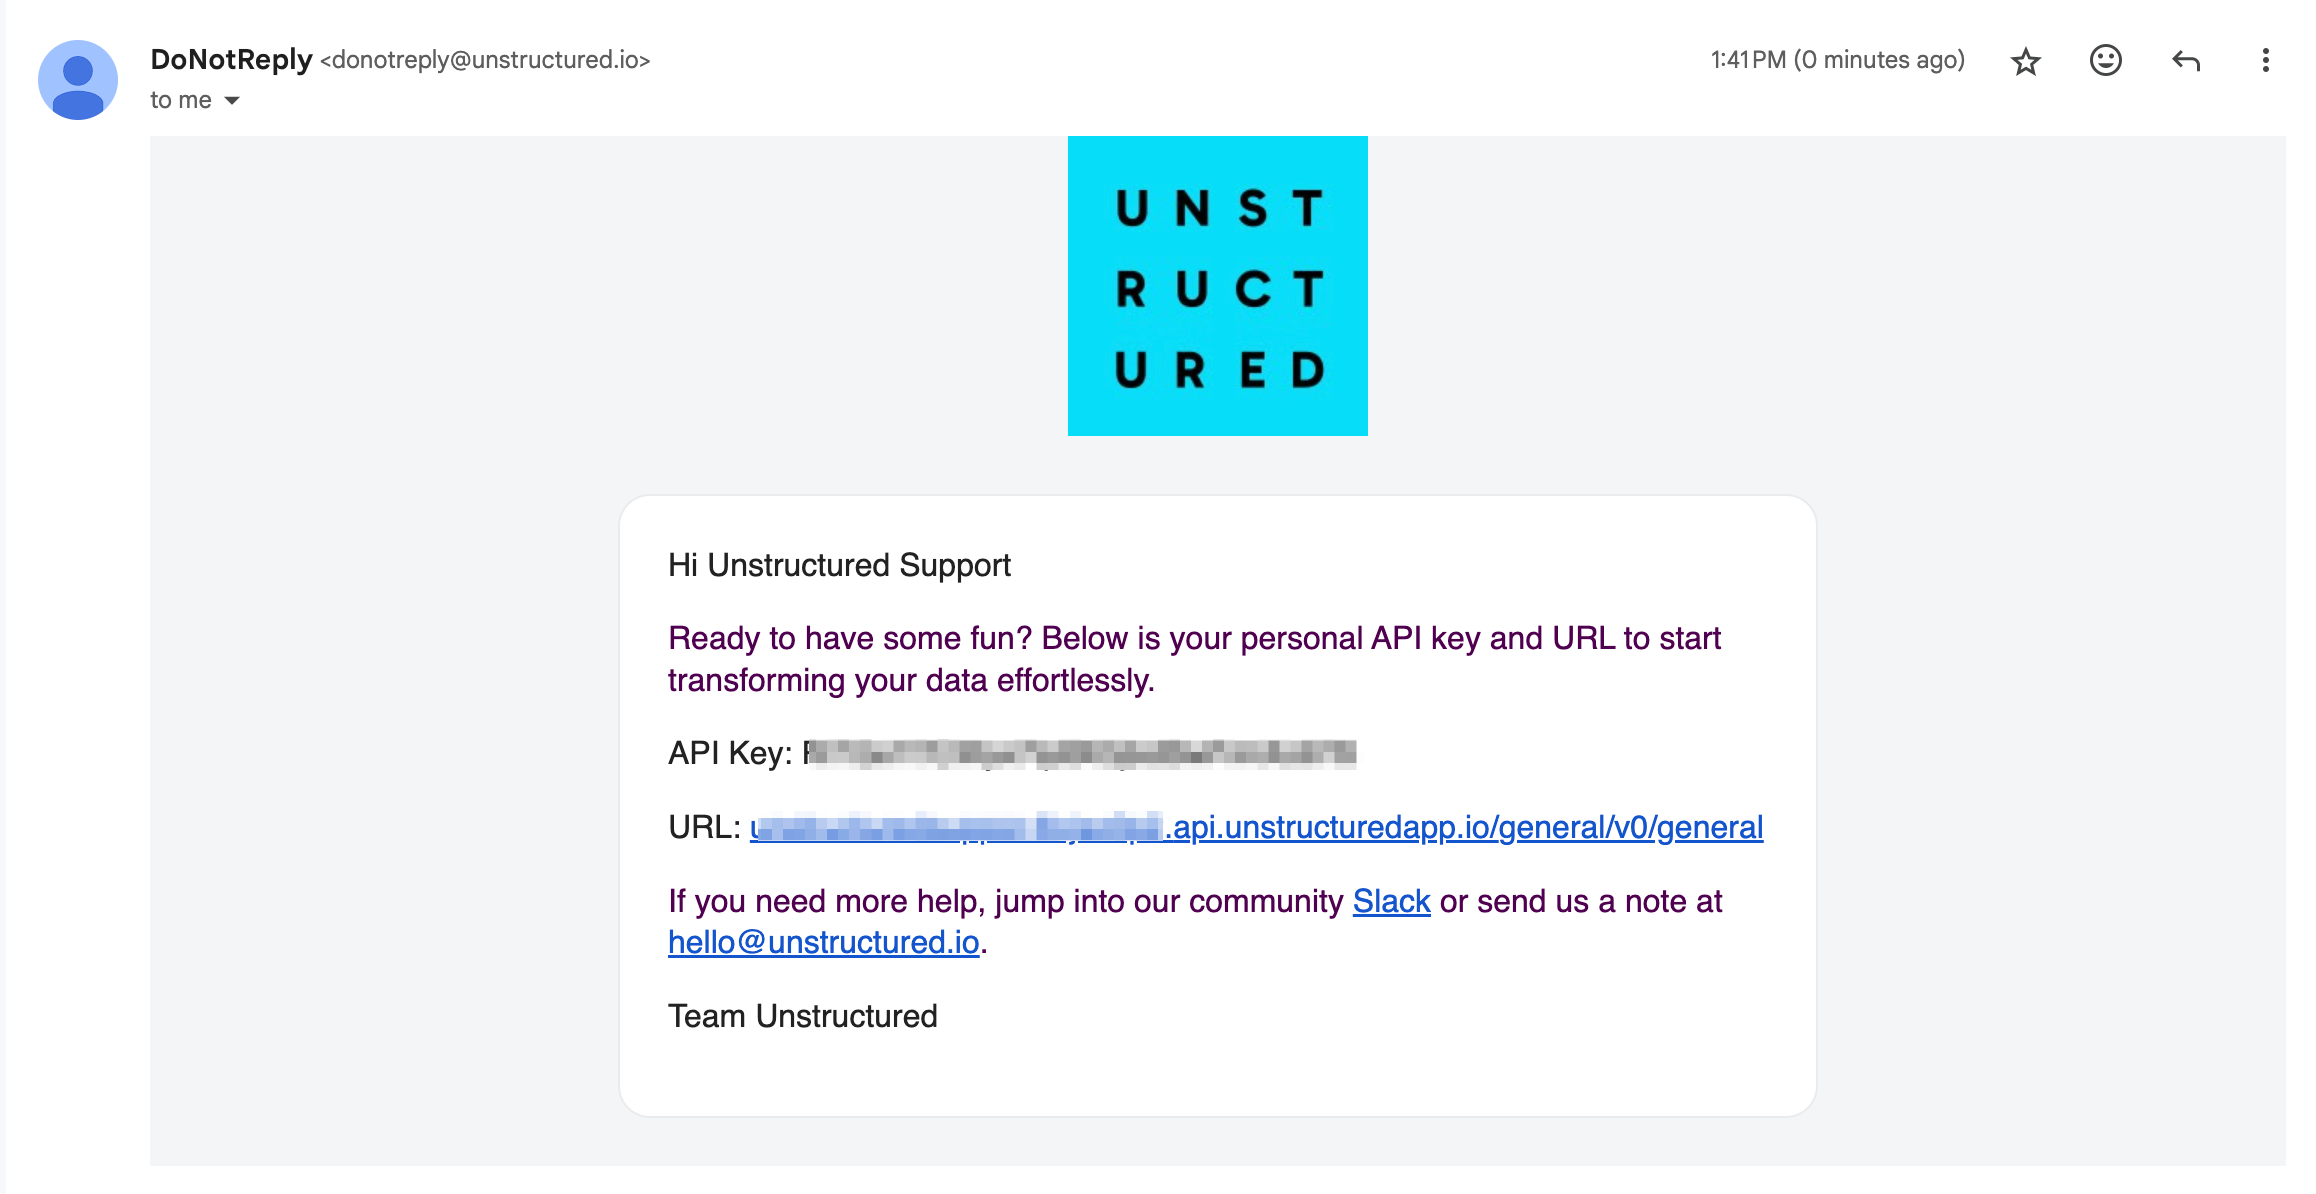 DoNotReply <donotreply@unstructured.io>
1:41 PM (0 minutes ago)
to me
U N S T
R U C T
U R E D
Hi Unstructured Support
Ready to have some fun? Below is your personal API key and URL to start
transforming your data effortlessly.
API Key:
URL: .api.unstructuredapp.io/general/v0/general
If you need more help, jump into our community Slack or send us a note at
hello@unstructured.io.
Team Unstructured